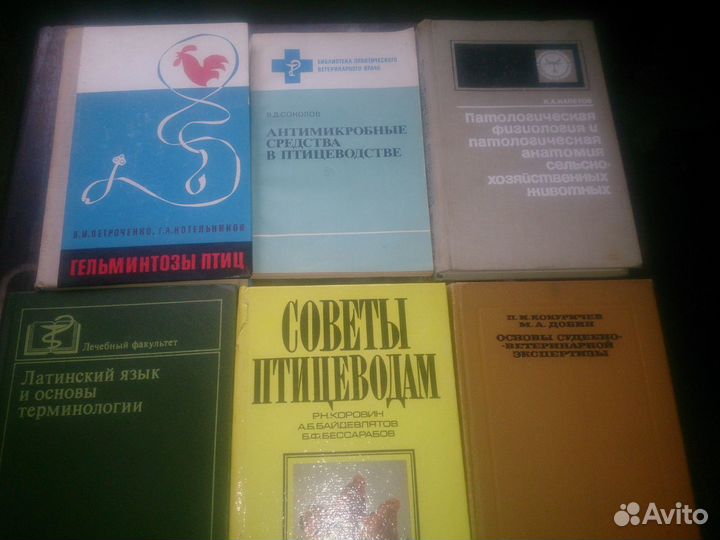 В.И.ПЕТРОЧЕНКО, Г.А.КОТЕЛЬНИКОВ
ГЕЛЬМИНТОЗЫ ПТИЦ
БИБЛИОТЕКА ПРАКТИЧЕСКОГО
ВЕТЕРИНАРНОГО ВРАЧА
В.Д.СОКОЛОВ
АНТИМИКРОБНЫЕ
СРЕДСТВА
В ПТИЦЕВОДСТВЕ
И.А.НАЛЕТОВ
Патологическая
физиология и
патологическая
анатомия
сельско-
хозяйственных
животных
Лечебный факультет
Латинский язык
и основы
терминологии
СОВЕТЫ
ПТИЦЕВОДАМ
Р.Н.КОРОВИН
А.Б.БАЙДЕВЛЯТОВ
Б.Ф.БЕССАРАБОВ
П. И. КОКУРИЧЕВ
М. А. ДОБИН
ОСНОВЫ СУДЕБНО-
-ВЕТЕРИНАРНОЙ
ЭКСПЕРТИЗЫ
Avito